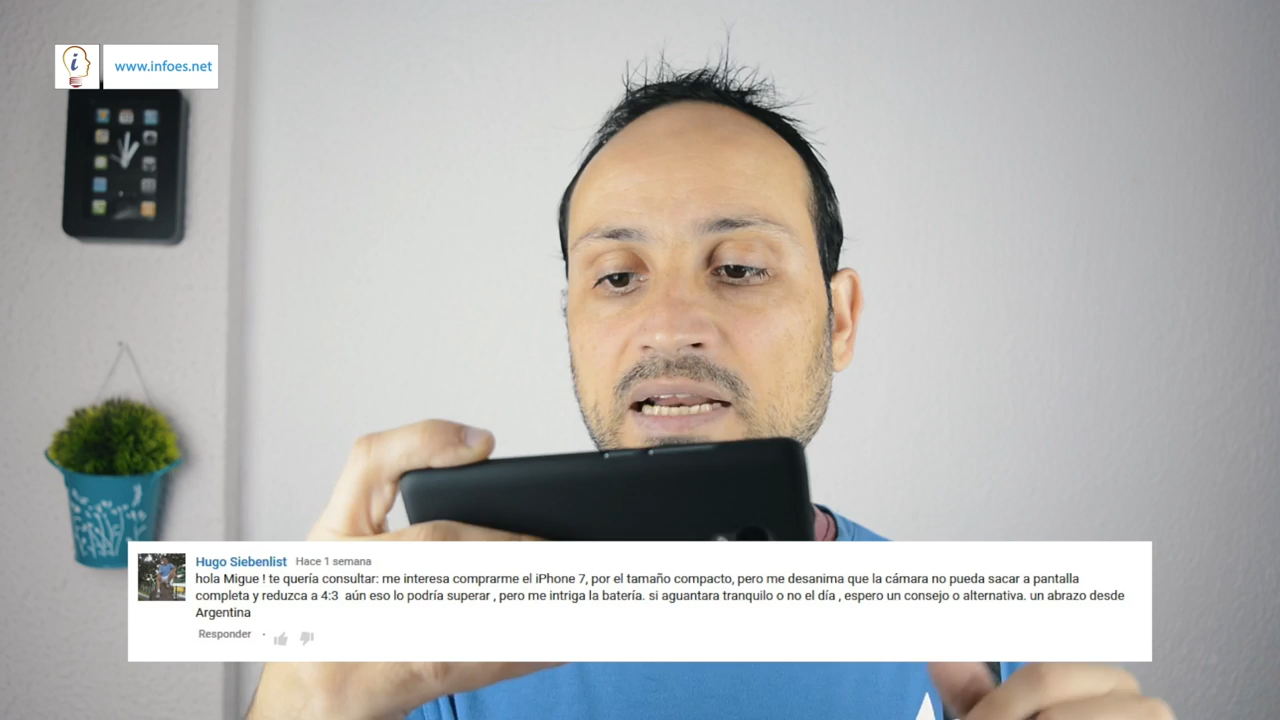 i
www.infoes.net
Hugo Siebenlist Hace 1 semana
hola Migue ! te quería consultar: me interesa comprarme el iPhone 7, por el tamaño compacto, pero me desanima que la cámara no pueda sacar a pantalla
completa y reduzca a 4:3 aún eso lo podría superar , pero me intriga la batería. si aguantara tranquilo o no el día , espero un consejo o alternativa. un abrazo desde
Argentina
Responder ·